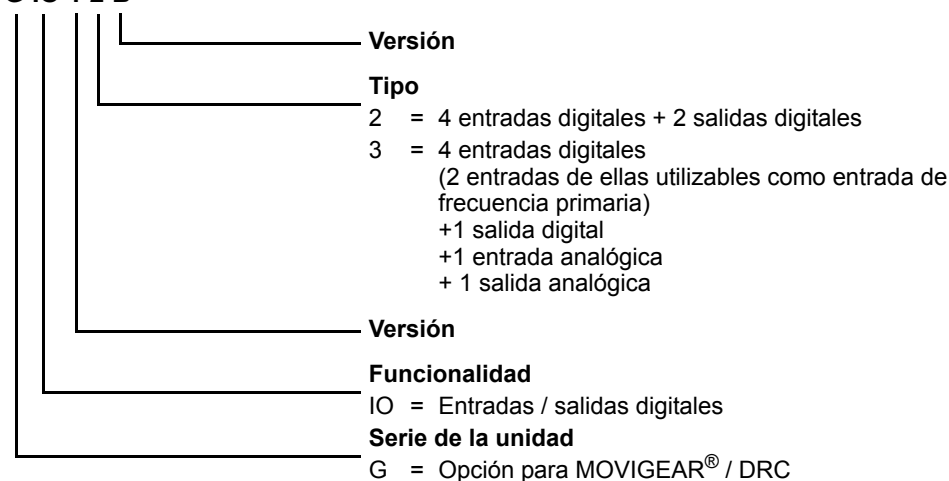 Versión
Tipo
2 = 4 entradas digitales + 2 salidas digitales
3 = 4 entradas digitales
(2 entradas de ellas utilizables como entrada de
frecuencia primaria)
+1 salida digital
+1 entrada analógica
+ 1 salida analógica
Versión
Funcionalidad
IO = Entradas / salidas digitales
Serie de la unidad
G = Opción para MOVIGEAR® / DRC